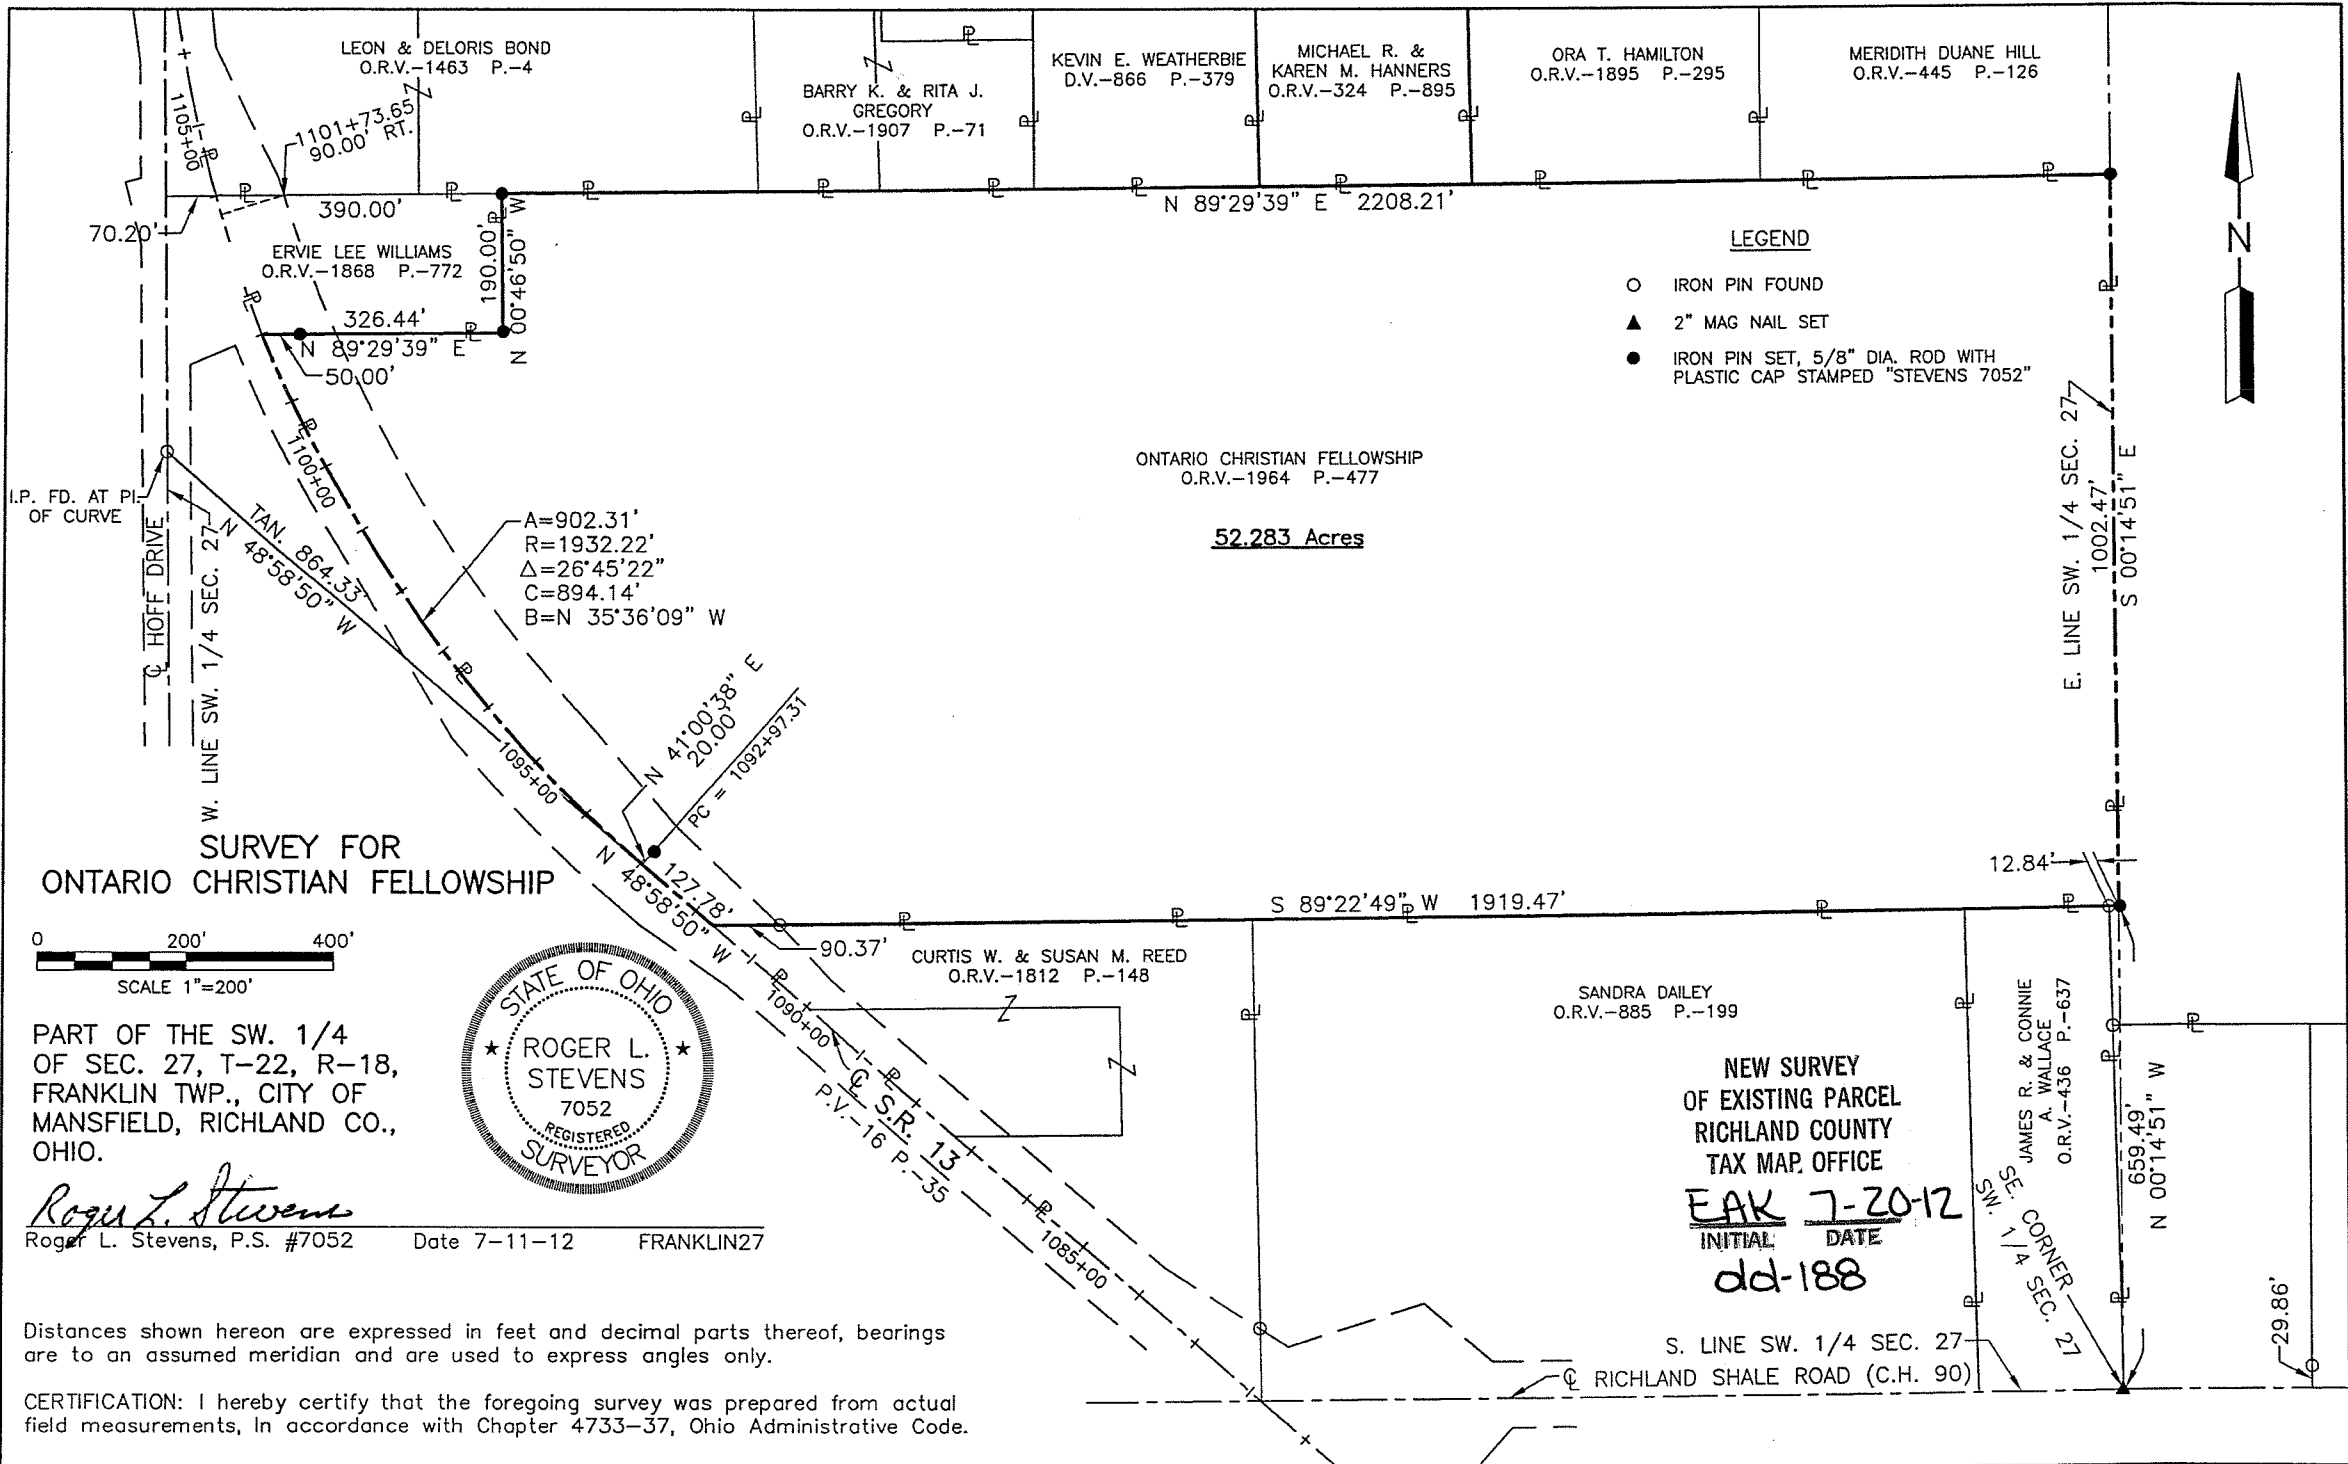 LEON & DELORIS BOND
O.R.V.-1463 P.-4
BARRY K. & RITA J.
GREGORY
O.R.V.-1907 P.-71
KEVIN E. WEATHERBIE
D.V.-866 P.-379
MICHAEL R. &
KAREN M. HANNERS
O.R.V.-324 P.-895
ORA T. HAMILTON
O.R.V.-1895 P.-295
MERIDITH DUANE HILL
O.R.V.-445 P.-126
1105+00
1101+73.65
90.00' RT.
70.20'
390.00'
N 89°29'39" E 2208.21'
ERVIE LEE WILLIAMS
O.R.V.-1868 P.-772
190.00'
N 00°46'50" W
326.44'
N 89°29'39" E
50.00'
LEGEND
IRON PIN FOUND
2" MAG NAIL SET
IRON PIN SET, 5/8" DIA. ROD WITH
PLASTIC CAP STAMPED "STEVENS 7052"
N
E. LINE SW. 1/4 SEC. 27
1002.47'
S 00°14'51" E
ONTARIO CHRISTIAN FELLOWSHIP
O.R.V.-1964 P.-477
52.283 Acres
I.P. FD. AT PI.
OF CURVE
℄ HOFF DRIVE
W. LINE SW. 1/4 SEC. 27
TAN. 864.33'
N 48°58'50" W
1100+00
A=902.31'
R=1932.22'
△=26°45'22"
C=894.14'
B=N 35°36'09" W
N 41°00'38" E
20.00'
PC = 1092+97.31
1095+00
127.78'
N 48°58'50" W
12.84'
S 89°22'49" W 1919.47'
90.37'
SURVEY FOR
ONTARIO CHRISTIAN FELLOWSHIP
0 200' 400'
SCALE 1"=200'
PART OF THE SW. 1/4
OF SEC. 27, T-22, R-18,
FRANKLIN TWP., CITY OF
MANSFIELD, RICHLAND CO.,
OHIO.
STATE OF OHIO
ROGER L.
STEVENS
7052
REGISTERED
SURVEYOR
Roger L. Stevens
Roger L. Stevens, P.S. #7052 Date 7-11-12 FRANKLIN27
CURTIS W. & SUSAN M. REED
O.R.V.-1812 P.-148
1090+00
℄ S.R. 13
P.V.-16 P.-35
1085+00
SANDRA DAILEY
O.R.V.-885 P.-199
JAMES R. & CONNIE
A. WALLACE
O.R.V.-436 P.-637
NEW SURVEY
OF EXISTING PARCEL
RICHLAND COUNTY
TAX MAP. OFFICE
EAK 7-20-12
INITIAL DATE
dd-188
659.49'
N 00°14'51" W
SE. CORNER
SW. 1/4 SEC. 27
29.86'
S. LINE SW. 1/4 SEC. 27
℄ RICHLAND SHALE ROAD (C.H. 90)
Distances shown hereon are expressed in feet and decimal parts thereof, bearings
are to an assumed meridian and are used to express angles only.
CERTIFICATION: I hereby certify that the foregoing survey was prepared from actual
field measurements, In accordance with Chapter 4733-37, Ohio Administrative Code.